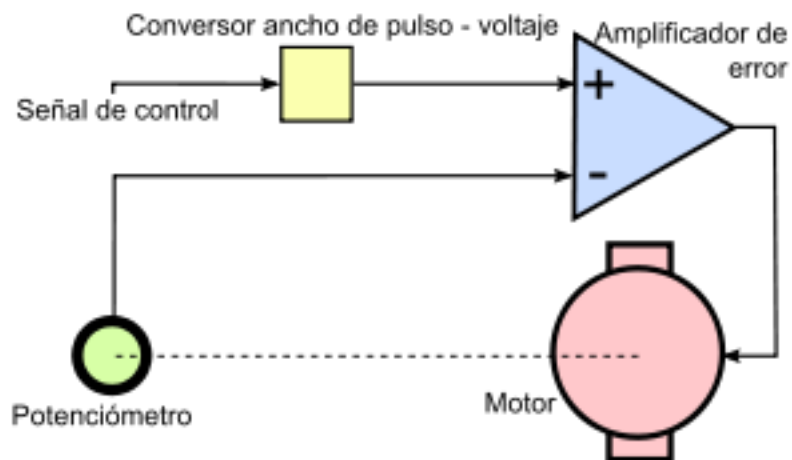 Conversor ancho de pulso - voltaje
Amplificador de
error
Señal de control
+
-
Motor
Potenciómetro